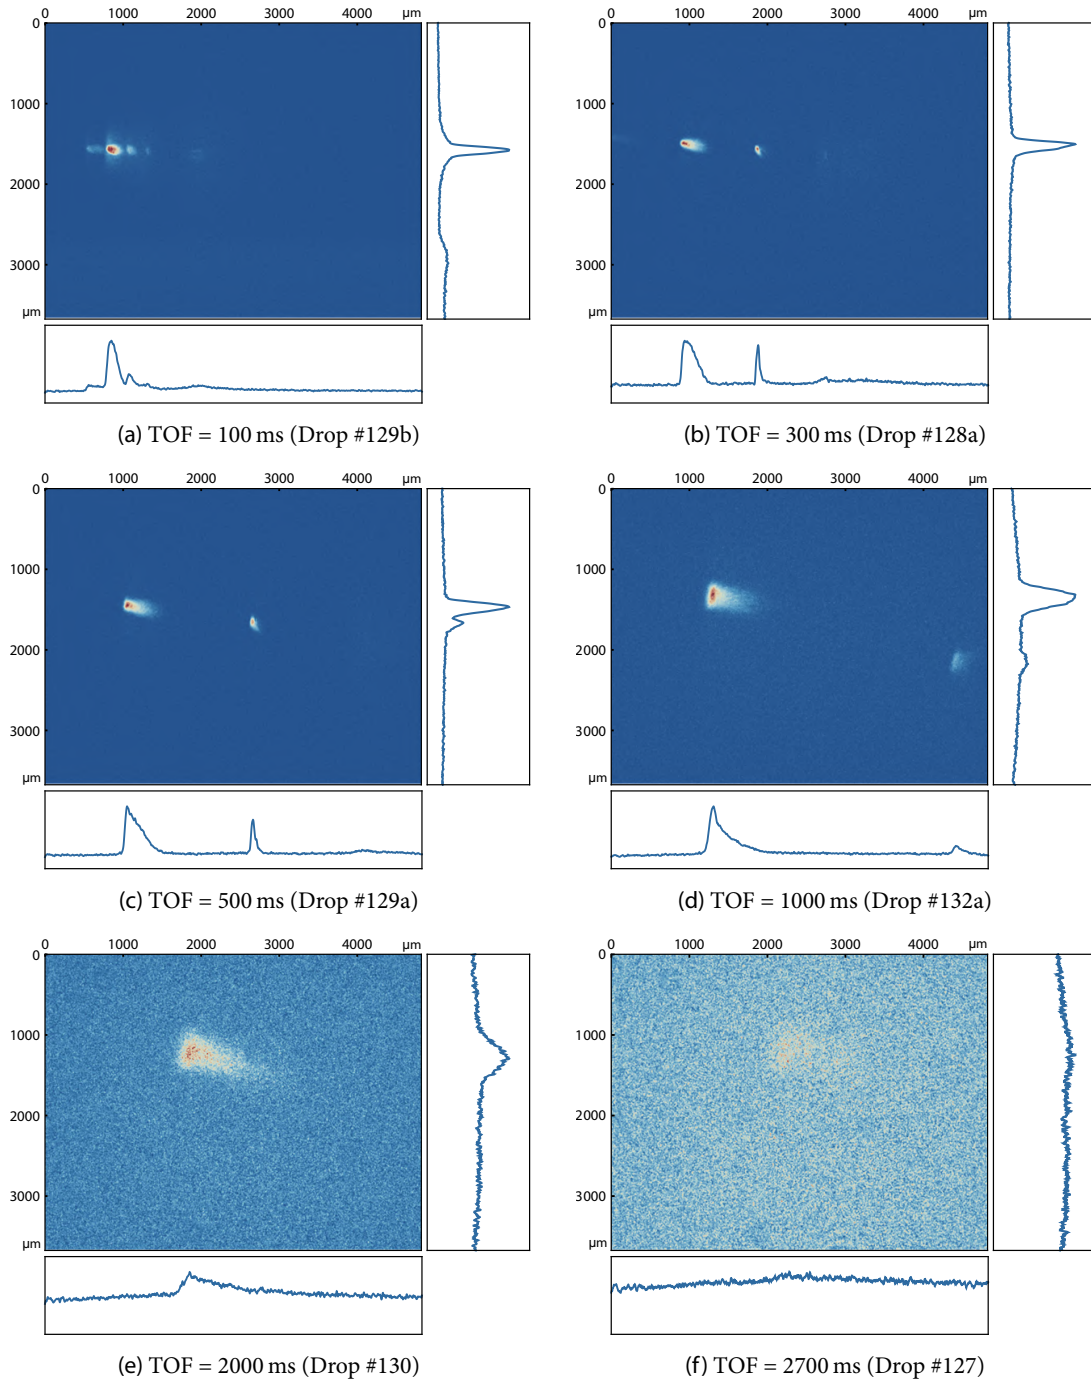 0 1000 2000 3000 4000 μm
0
1000
2000
3000
μm
(a) TOF = 100 ms (Drop #129b)
0 1000 2000 3000 4000 μm
0
1000
2000
3000
μm
(b) TOF = 300 ms (Drop #128a)
0 1000 2000 3000 4000 μm
0
1000
2000
3000
μm
(c) TOF = 500 ms (Drop #129a)
0 1000 2000 3000 4000 μm
0
1000
2000
3000
μm
(d) TOF = 1000 ms (Drop #132a)
0 1000 2000 3000 4000 μm
0
1000
2000
3000
μm
(e) TOF = 2000 ms (Drop #130)
0 1000 2000 3000 4000 μm
0
1000
2000
3000
μm
(f) TOF = 2700 ms (Drop #127)